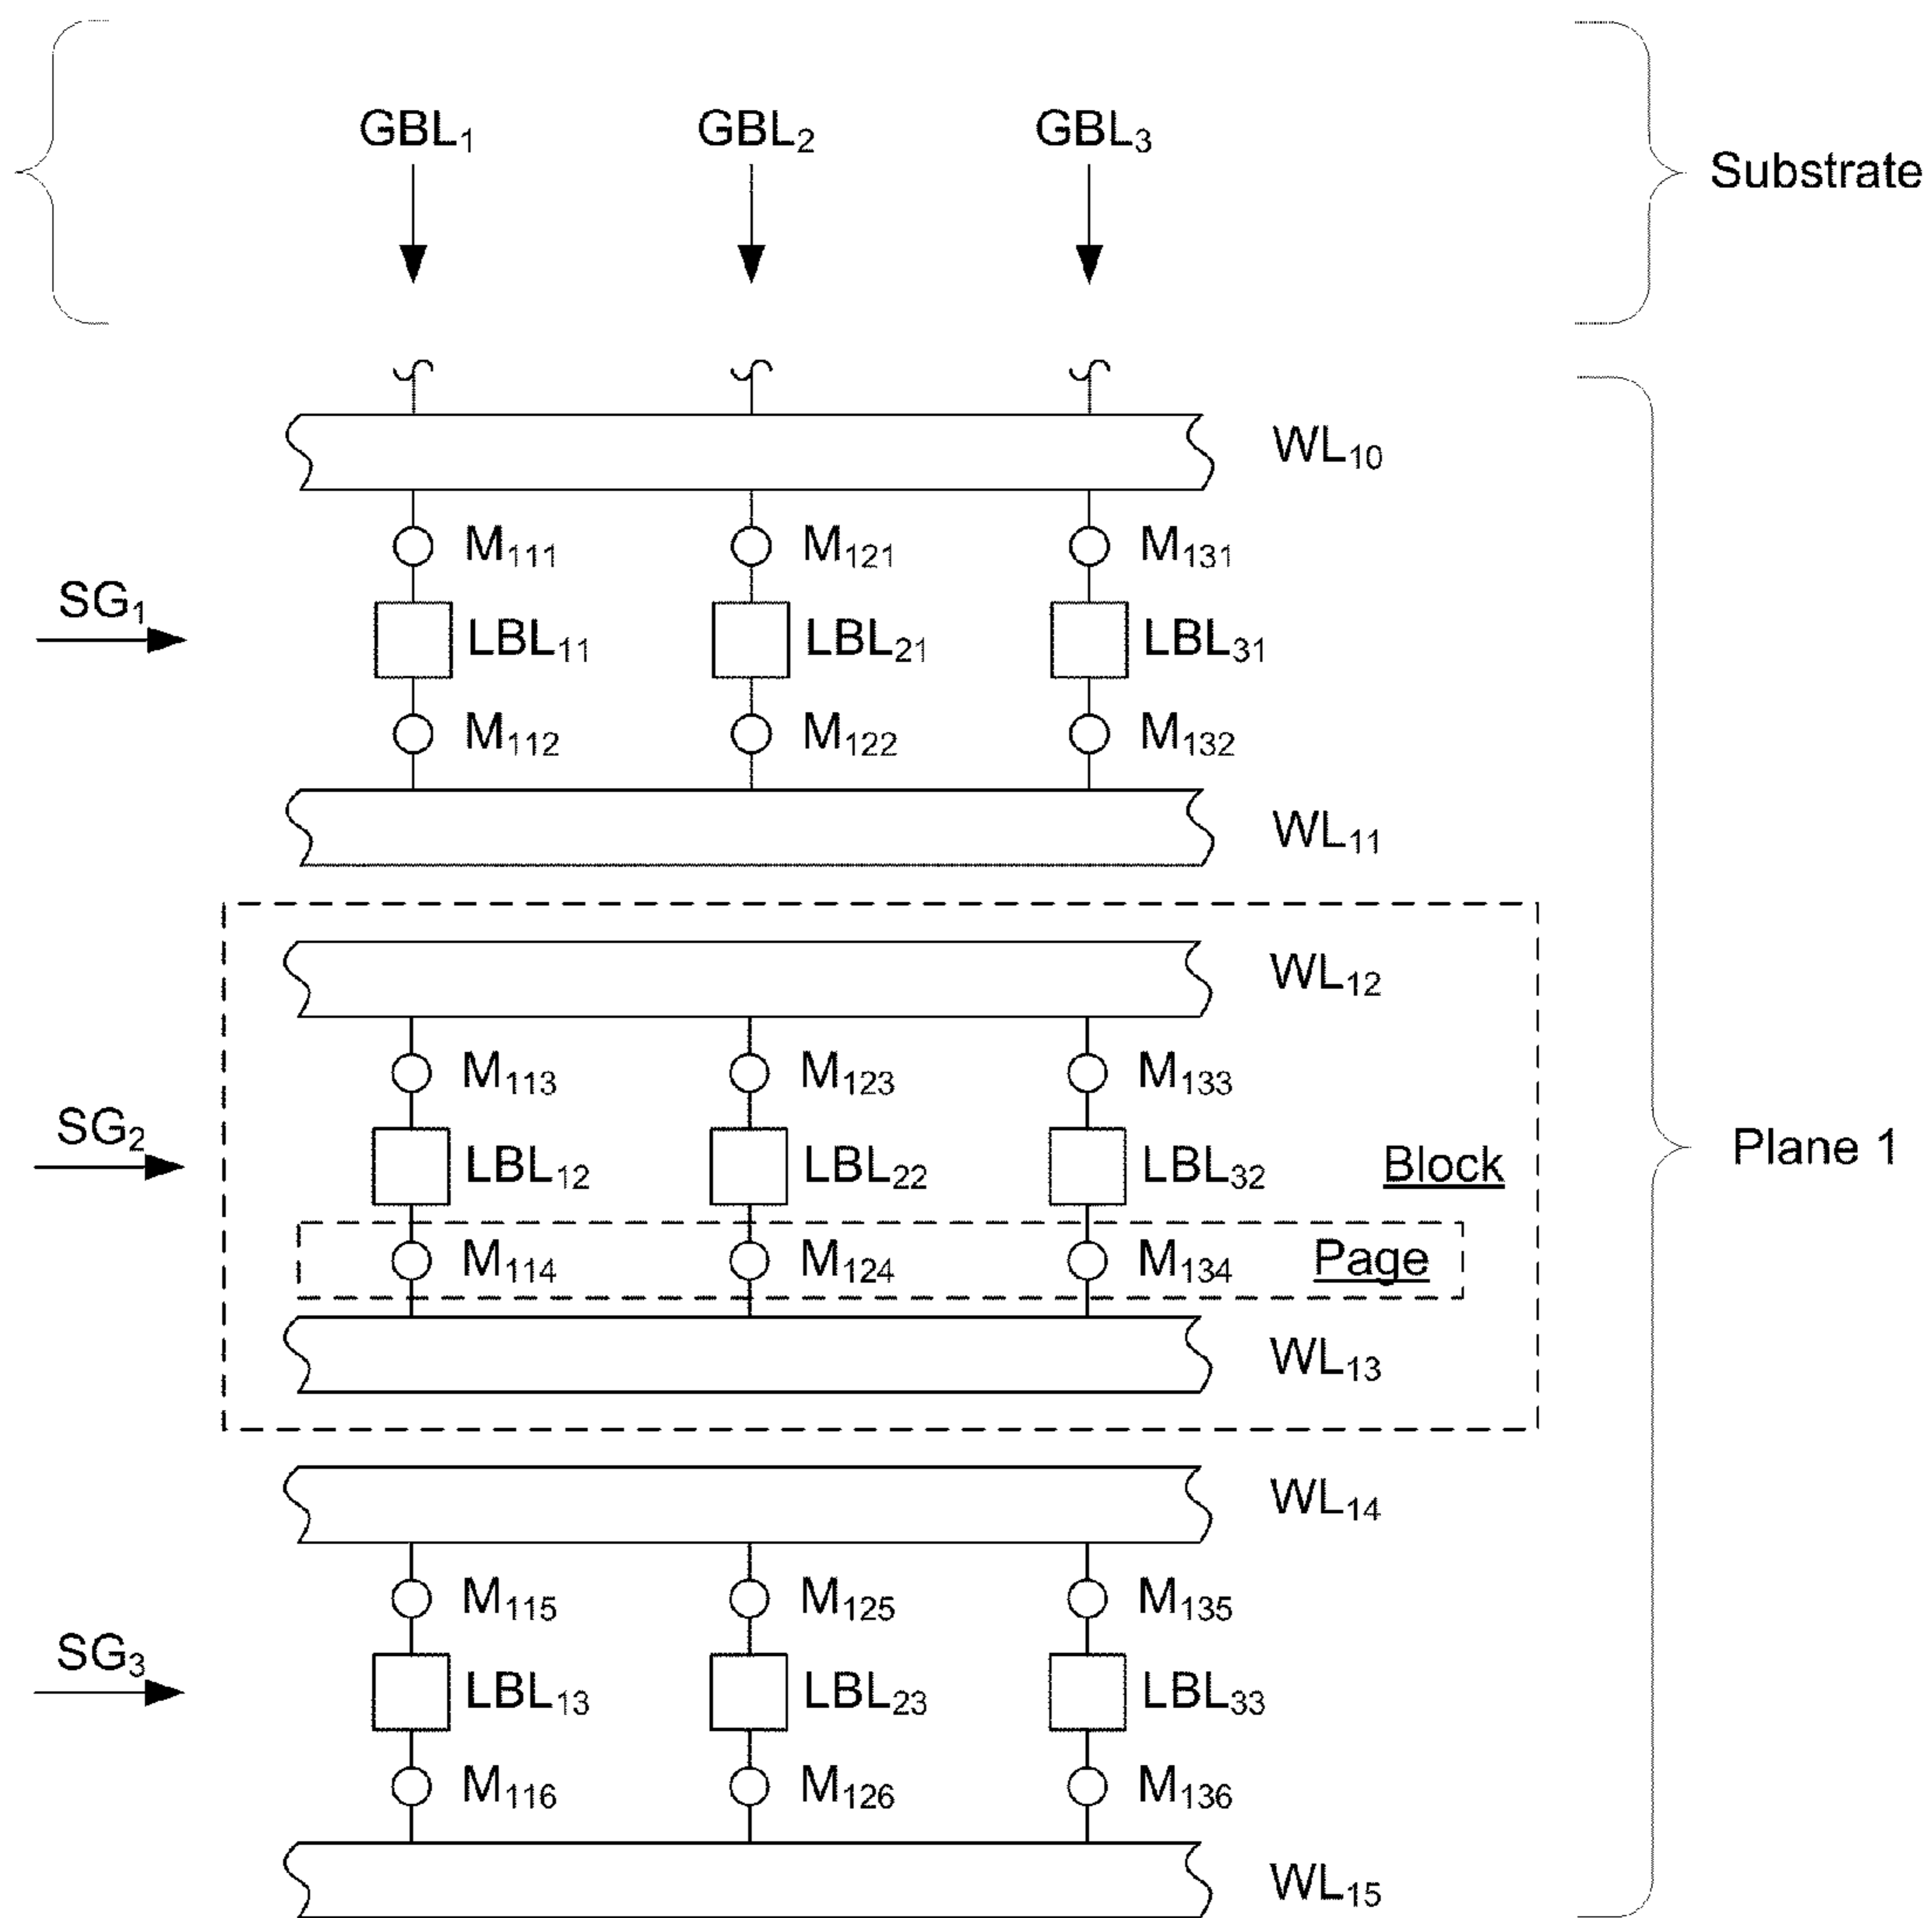 GBL₁ GBL₂ GBL₃
Substrate
WL₁₀
M₁₁₁ M₁₂₁ M₁₃₁
SG₁
LBL₁₁ LBL₂₁ LBL₃₁
M₁₁₂ M₁₂₂ M₁₃₂
WL₁₁
WL₁₂
M₁₁₃ M₁₂₃ M₁₃₃
SG₂
LBL₁₂ LBL₂₂ LBL₃₂
Block
Plane 1
M₁₁₄ M₁₂₄ M₁₃₄ Page
WL₁₃
WL₁₄
M₁₁₅ M₁₂₅ M₁₃₅
SG₃
LBL₁₃ LBL₂₃ LBL₃₃
M₁₁₆ M₁₂₆ M₁₃₆
WL₁₅